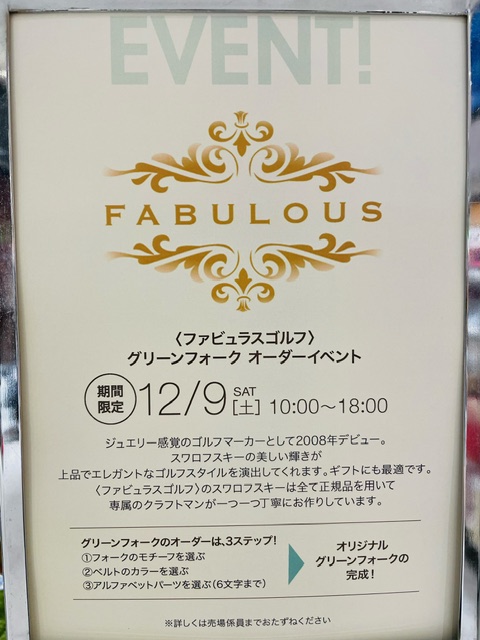 EVENT!
FABULOUS
〈ファビュラスゴルフ〉
グリーンフォーク オーダーイベント
期間
限定
12/9 SAT [土] 10:00〜18:00
ジュエリー感覚のゴルフマーカーとして2008年デビュー。
スワロフスキーの美しい輝きが
上品でエレガントなゴルフスタイルを演出してくれます。ギフトにも最適です。
〈ファビュラスゴルフ〉のスワロフスキーは全て正規品を用いて
専属のクラフトマンが一つ一つ丁寧にお作りしています。
グリーンフォークのオーダーは、3ステップ!
①フォークのモチーフを選ぶ
②ベルトのカラーを選ぶ
③アルファベットパーツを選ぶ(6文字まで)
オリジナル
グリーンフォークの
完成!
※詳しくは売場係員までおたずねください